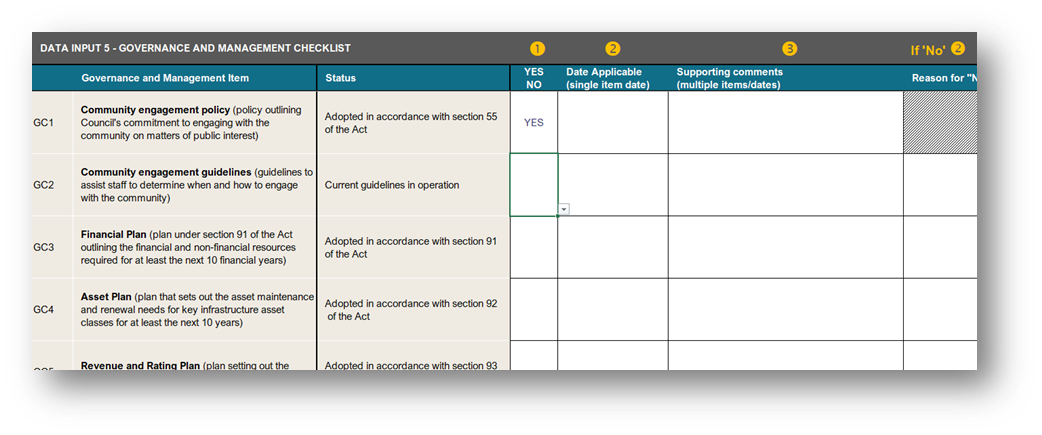 DATA INPUT 5 - GOVERNANCE AND MANAGEMENT CHECKLIST
1
2
3
If 'No' 2
Governance and Management Item
Status
YES
NO
Date Applicable
(single item date)
Supporting comments
(multiple items/dates)
Reason for "N
GC1
Community engagement policy (policy outlining
Council's commitment to engaging with the
community on matters of public interest)
Adopted in accordance with section 55
of the Act
YES
GC2
Community engagement guidelines (guidelines to
assist staff to determine when and how to engage
with the community)
Current guidelines in operation
GC3
Financial Plan (plan under section 91 of the Act
outlining the financial and non-financial resources
required for at least the next 10 financial years)
Adopted in accordance with section 91
of the Act
GC4
Asset Plan (plan that sets out the asset maintenance
and renewal needs for key infrastructure asset
classes for at least the next 10 years)
Adopted in accordance with section 92
of the Act
Revenue and Rating Plan (plan setting out the
Adopted in accordance with section 93